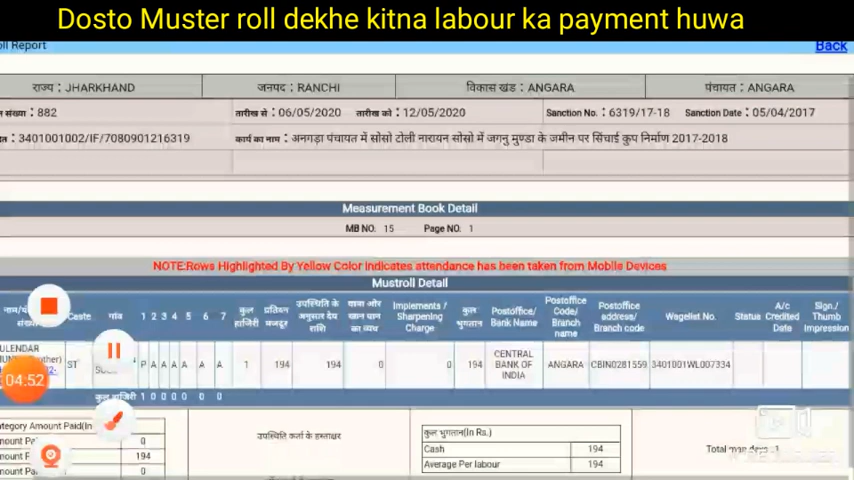 Dosto Muster roll dekhe kitna labour ka payment huwa
oll Report Back
राज्य : JHARKHAND जनपद : RANCHI विकास खंड : ANGARA पंचायत : ANGARA
संख्या : 882 तारीख से : 06/05/2020 तारीख को : 12/05/2020 Sanction No. : 6319/17-18 Sanction Date : 05/04/2017
3401001002/IF/7080901216319 कार्य का नाम : अनगड़ा पंचायत में सोसो टोली नारायन सोसो में जगनु मुण्डा के जमीन पर सिंचाई कुप निर्माण 2017-2018
Measurement Book Detail
MB NO. 15 Page NO. 1
NOTE:Rows Highlighted By Yellow Color indicates attendance has been taken from Mobile Devices
Mustroll Detail
Caste गांव 1 2 3 4 5 6 7 कुल हाजिरी प्रतिदिन मजदूर उपस्थिति के अनुसार देय राशि Implements / Sharpening Charge कुल भुगतान Postoffice/ Bank Name Postoffice Code/ Branch name Postoffice address/ Branch code Wagelist No. Status A/c Credited Date Sign./ Thumb Impression
ULENDAR ST P A A A A A A 1 194 194 0 0 194 CENTRAL BANK OF INDIA ANGARA CBIN0281559 3401001WL007334
04:52
कुल हाजिरी 1 0 0 0 0 0 0
ategory Amount Paid(In
0
194
0
उपस्थिति कर्ता के हस्ताक्षर
कुल भुगतान(In Rs.)
Cash 194
Average Per labour 194